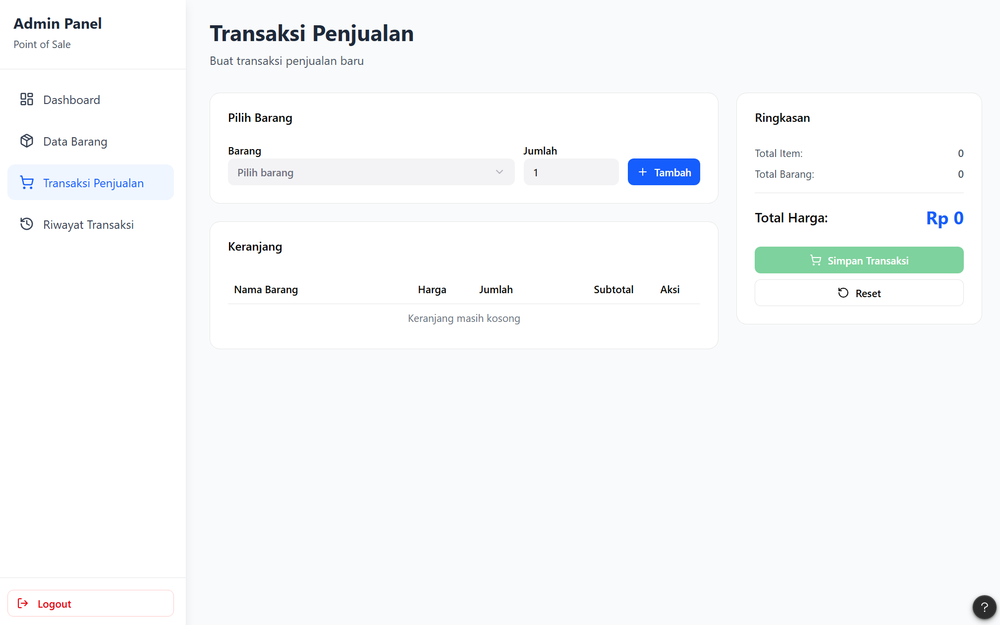 Admin Panel
Point of Sale
Dashboard
Data Barang
Transaksi Penjualan
Riwayat Transaksi
Logout
Transaksi Penjualan
Buat transaksi penjualan baru
Pilih Barang
Barang
Jumlah
Pilih barang
1
Tambah
Keranjang
Nama Barang Harga Jumlah Subtotal Aksi
Keranjang masih kosong
Ringkasan
Total Item: 0
Total Barang: 0
Total Harga: Rp 0
Simpan Transaksi
Reset
?